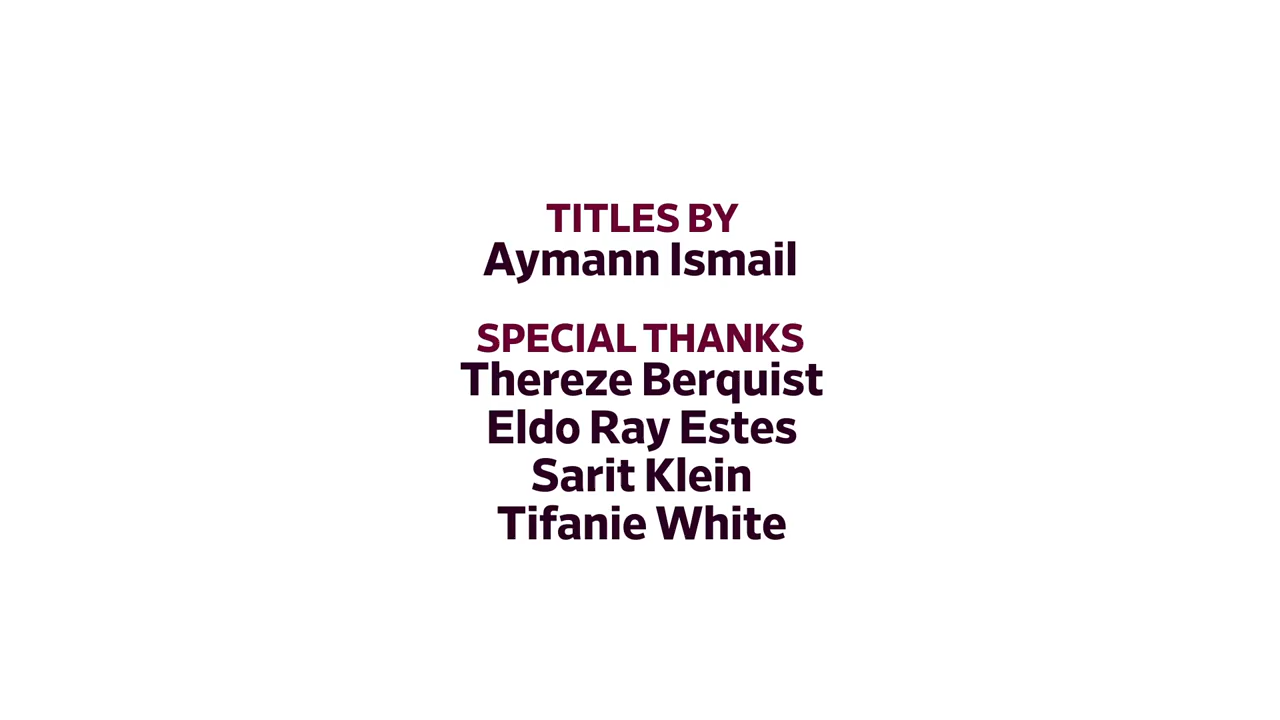 TITLES BY
Aymann Ismail
SPECIAL THANKS
Thereze Berquist
Eldo Ray Estes
Sarit Klein
Tifanie White